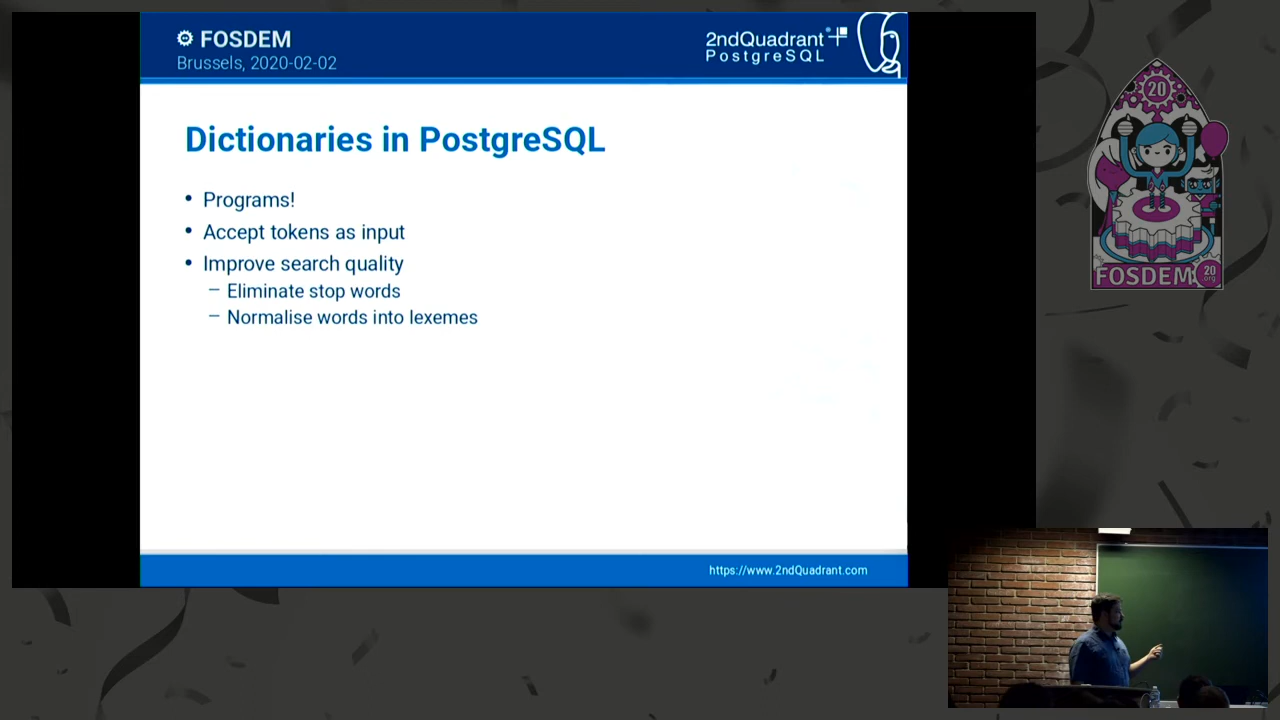 FOSDEM
Brussels, 2020-02-02
2ndQuadrant
PostgreSQL
Dictionaries in PostgreSQL
• Programs!
• Accept tokens as input
• Improve search quality
– Eliminate stop words
– Normalise words into lexemes
https://www.2ndQuadrant.com
20
FOSDEM
20
.org